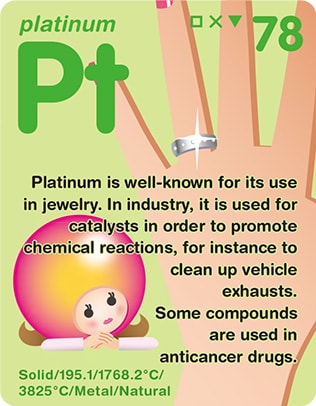 platinum
□×▼ 78
Pt
Platinum is well-known for its use
in jewelry. In industry, it is used for
catalysts in order to promote
chemical reactions, for instance to
clean up vehicle
exhausts.
Some compounds
are used in
anticancer drugs.
Solid/195.1/1768.2°C/
3825°C/Metal/Natural